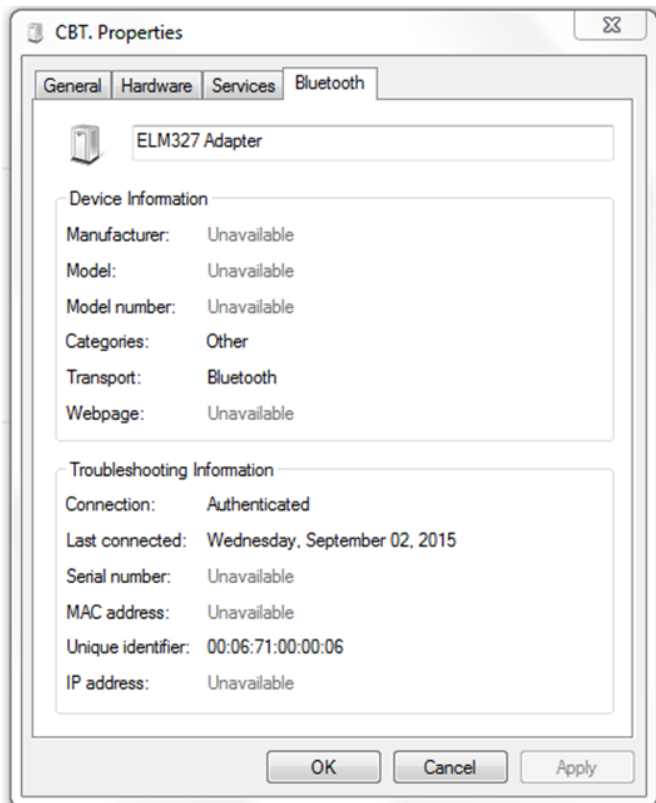 CBT. Properties
General Hardware Services Bluetooth
ELM327 Adapter
Device Information
Manufacturer: Unavailable
Model: Unavailable
Model number: Unavailable
Categories: Other
Transport: Bluetooth
Webpage: Unavailable
Troubleshooting Information
Connection: Authenticated
Last connected: Wednesday, September 02, 2015
Serial number: Unavailable
MAC address: Unavailable
Unique identifier: 00:06:71:00:00:06
IP address: Unavailable
OK Cancel Apply